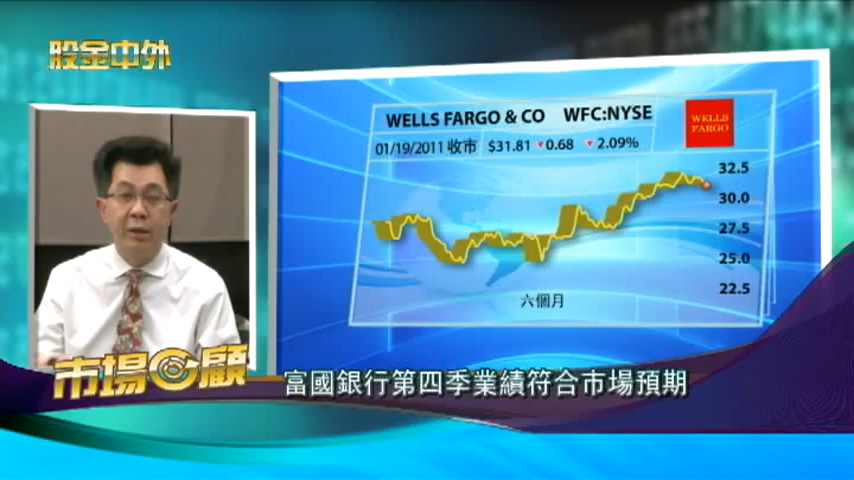 股金中外
WELLS FARGO & CO WFC:NYSE
WELLS
FARGO
01/19/2011 收市 $31.81 ▼0.68 ▼2.09%
32.5
30.0
27.5
25.0
22.5
六個月
市場回顧
富國銀行第四季業績符合市場預期